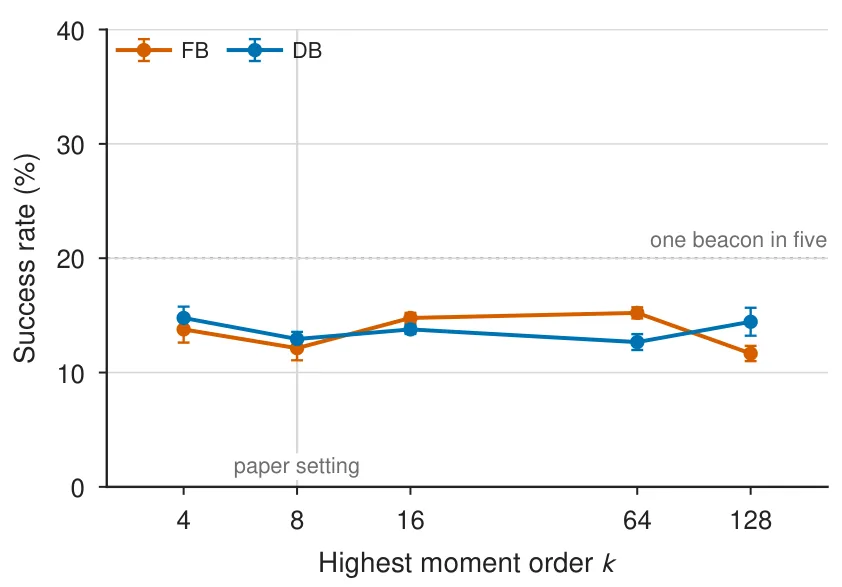 40
FB DB
30
one beacon in five
20
10
paper setting
0
4 8 16 64 128
Highest moment order k
Success rate (%)